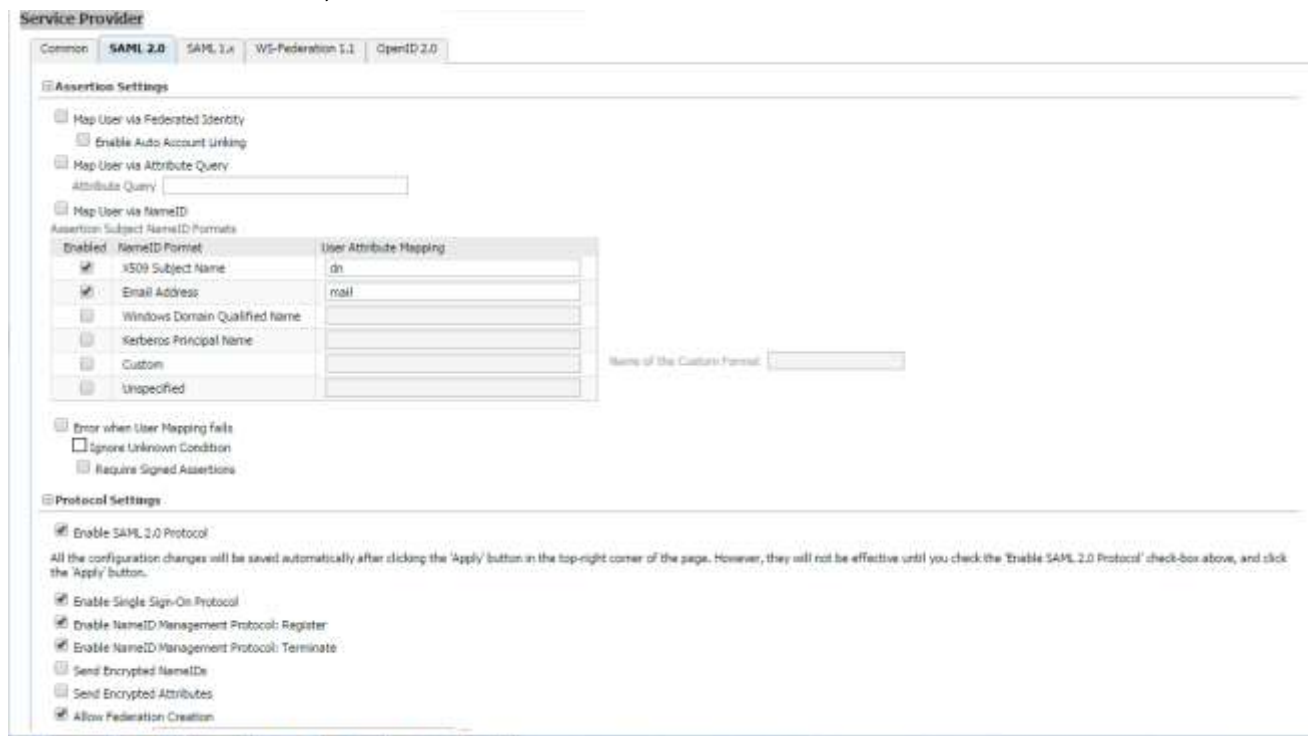 Service Provider
Common SAML 2.0 SAML 1.x WS-Federation 1.1 OpenID 2.0
Assertion Settings
Map User via Federated Identity
Enable Auto Account Linking
Map User via Attribute Query
Attribute Query
Map User via NameID
Assertion Subject NameID Formats
Enabled NameID Format User Attribute Mapping
X509 Subject Name dn
Email Address mail
Windows Domain Qualified Name
Kerberos Principal Name
Custom Name of the Custom Format
Unspecified
Error when User Mapping fails
Ignore Unknown Condition
Require Signed Assertions
Protocol Settings
Enable SAML 2.0 Protocol
All the configuration changes will be saved automatically after clicking the 'Apply' button in the top-right corner of the page. However, they will not be effective until you check the 'Enable SAML 2.0 Protocol' check-box above, and click
the 'Apply' button.
Enable Single Sign-On Protocol
Enable NameID Management Protocol: Register
Enable NameID Management Protocol: Terminate
Send Encrypted NameIDs
Send Encrypted Attributes
Allow Federation Creation